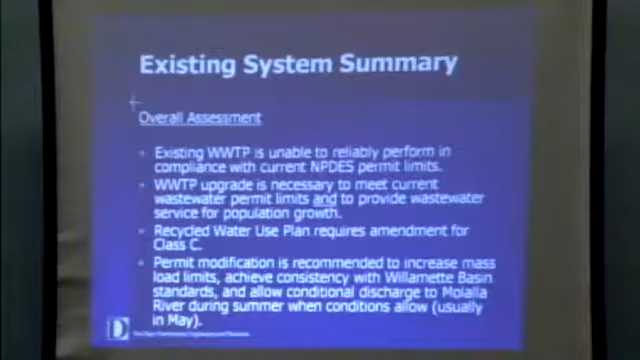 Existing System Summary
Overall Assessment
Existing WWTP is unable to reliably perform in
compliance with current NPDES permit limits.
WWTP upgrade is necessary to meet current
wastewater permit limits and to provide wastewater
service for population growth.
Recycled Water Use Plan requires amendment for
Class C.
Permit modification is recommended to increase mass
load limits, achieve consistency with Willamette Basin
standards, and allow conditional discharge to Molalla
River during summer when conditions allow (usually
in May).